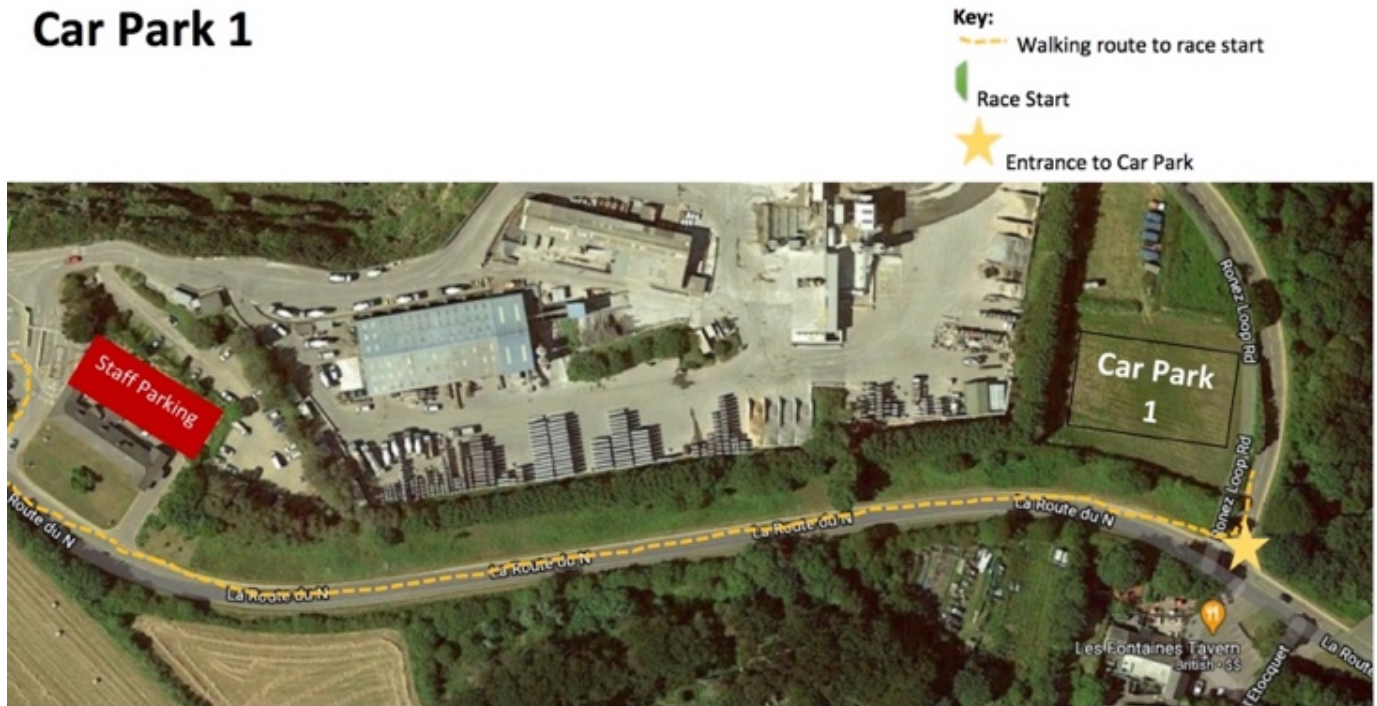 Car Park 1
Key:
Walking route to race start
Race Start
Entrance to Car Park
Ronez Loop Rd
Staff Parking
Car Park
1
Ronez Loop Rd
Route du N
La Route du N
La Route du N
La Route du N
La Route du N
Les Fontaines Tavern
British • $$
La Route
Etocquet